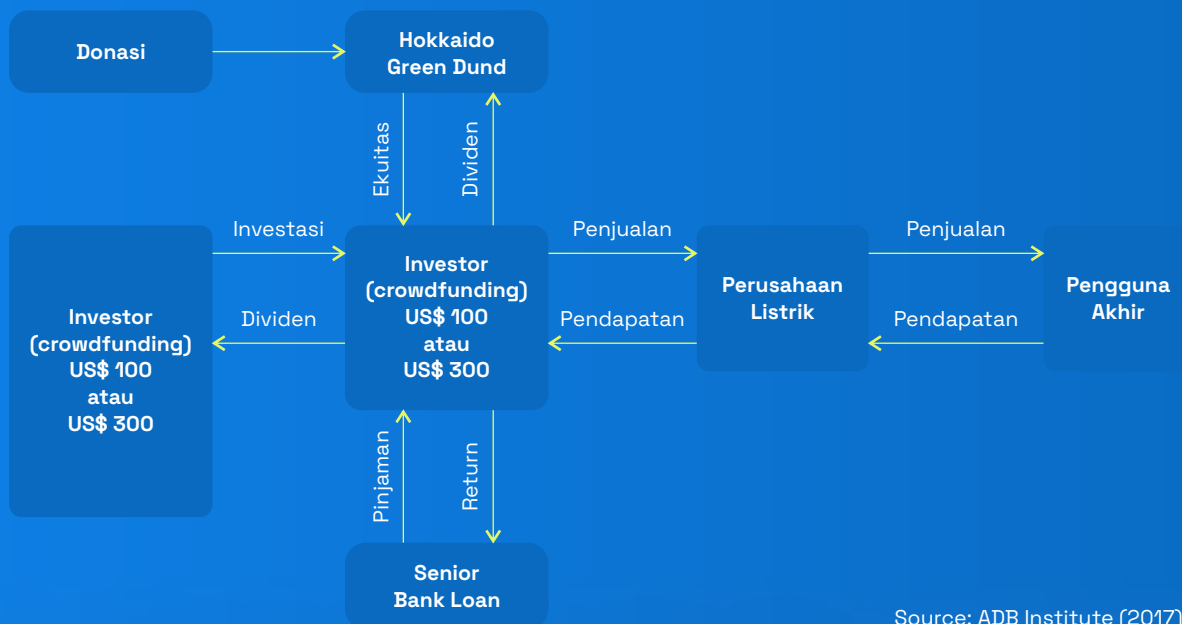 Donasi
Hokkaido
Green Dund
Ekuitas
Dividen
Investasi
Dividen
Investor
(crowdfunding)
US$ 100
atau
US$ 300
Investor
(crowdfunding)
US$ 100
atau
US$ 300
Penjualan
Pendapatan
Perusahaan
Listrik
Penjualan
Pendapatan
Pengguna
Akhir
Pinjaman
Return
Senior
Bank Loan
Source: ADB Institute (2017)